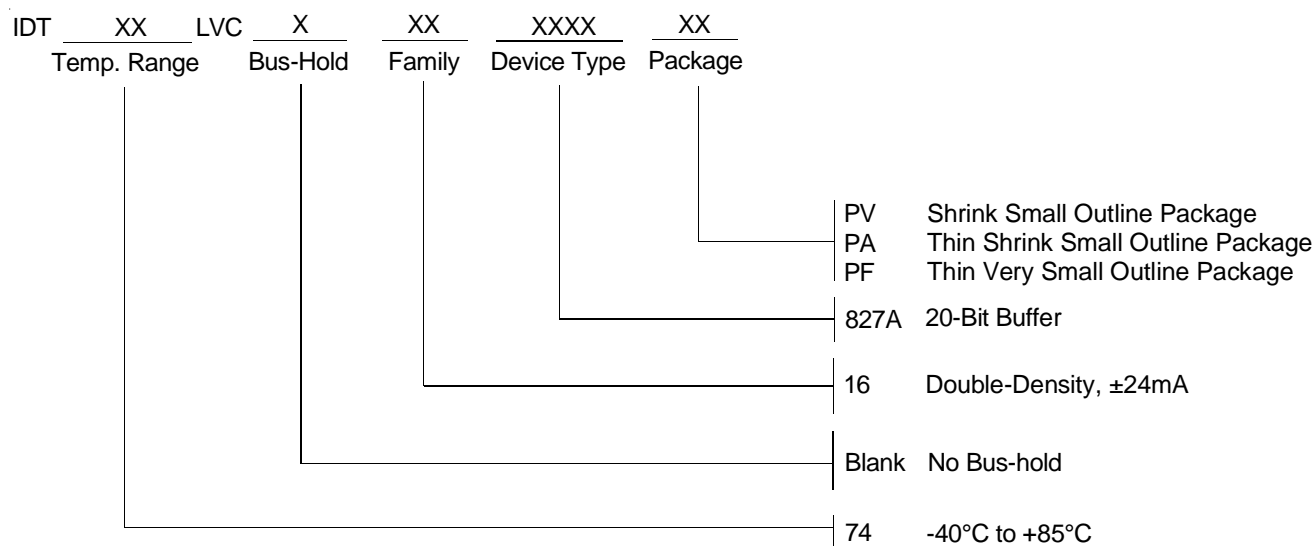 IDT XX LVC X XX XXXX XX
Temp. Range Bus-Hold Family Device Type Package
PV Shrink Small Outline Package
PA Thin Shrink Small Outline Package
PF Thin Very Small Outline Package
827A 20-Bit Buffer
16 Double-Density, ±24mA
Blank No Bus-hold
74 -40°C to +85°C